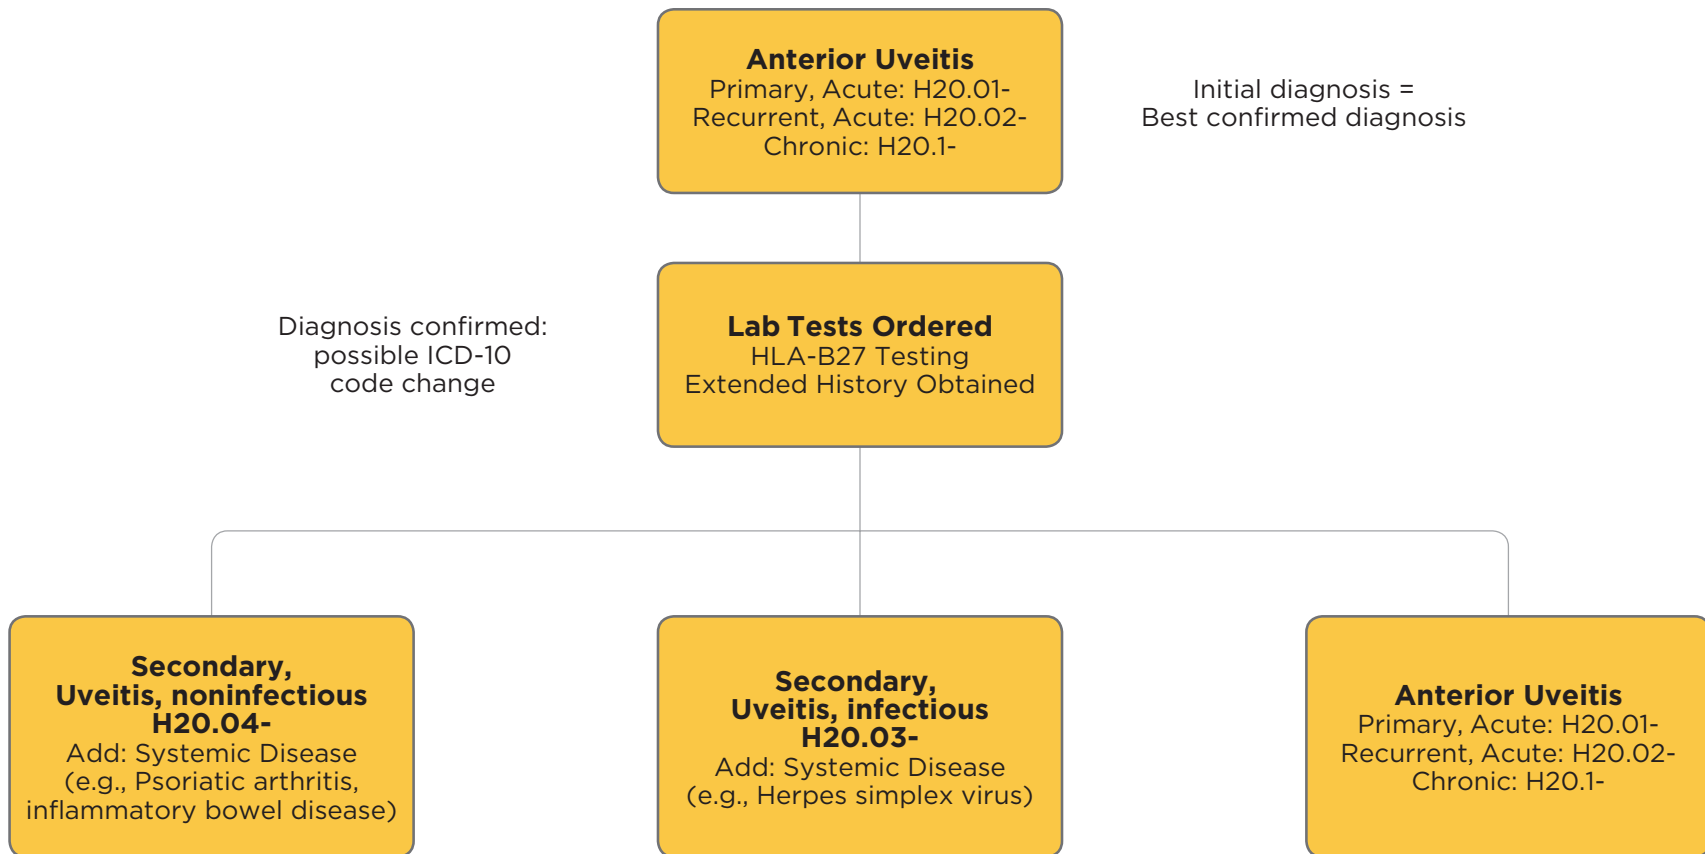 Anterior Uveitis
Primary, Acute: H20.01-
Recurrent, Acute: H20.02-
Chronic: H20.1-
Initial diagnosis =
Best confirmed diagnosis
Diagnosis confirmed:
possible ICD-10
code change
Lab Tests Ordered
HLA-B27 Testing
Extended History Obtained
Secondary,
Uveitis, noninfectious
H20.04-
Add: Systemic Disease
(e.g., Psoriatic arthritis,
inflammatory bowel disease)
Secondary,
Uveitis, infectious
H20.03-
Add: Systemic Disease
(e.g., Herpes simplex virus)
Anterior Uveitis
Primary, Acute: H20.01-
Recurrent, Acute: H20.02-
Chronic: H20.1-